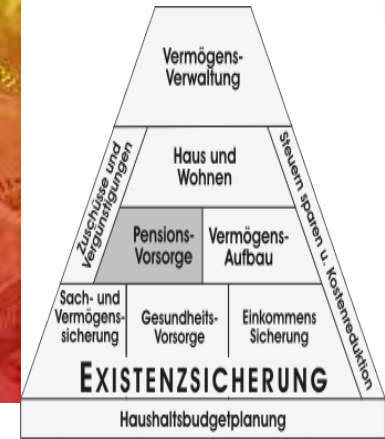 Vermögens-
Verwaltung
Zuschüsse und
Vergünstigungen
Haus und
Wohnen
Steuern sparen u. Kostenreduktion
Pensions-
Vorsorge
Vermögens-
Aufbau
Sach- und
Vermögens-
sicherung
Gesundheits-
Vorsorge
Einkommens
Sicherung
EXISTENZSICHERUNG
Haushaltsbudgetplanung